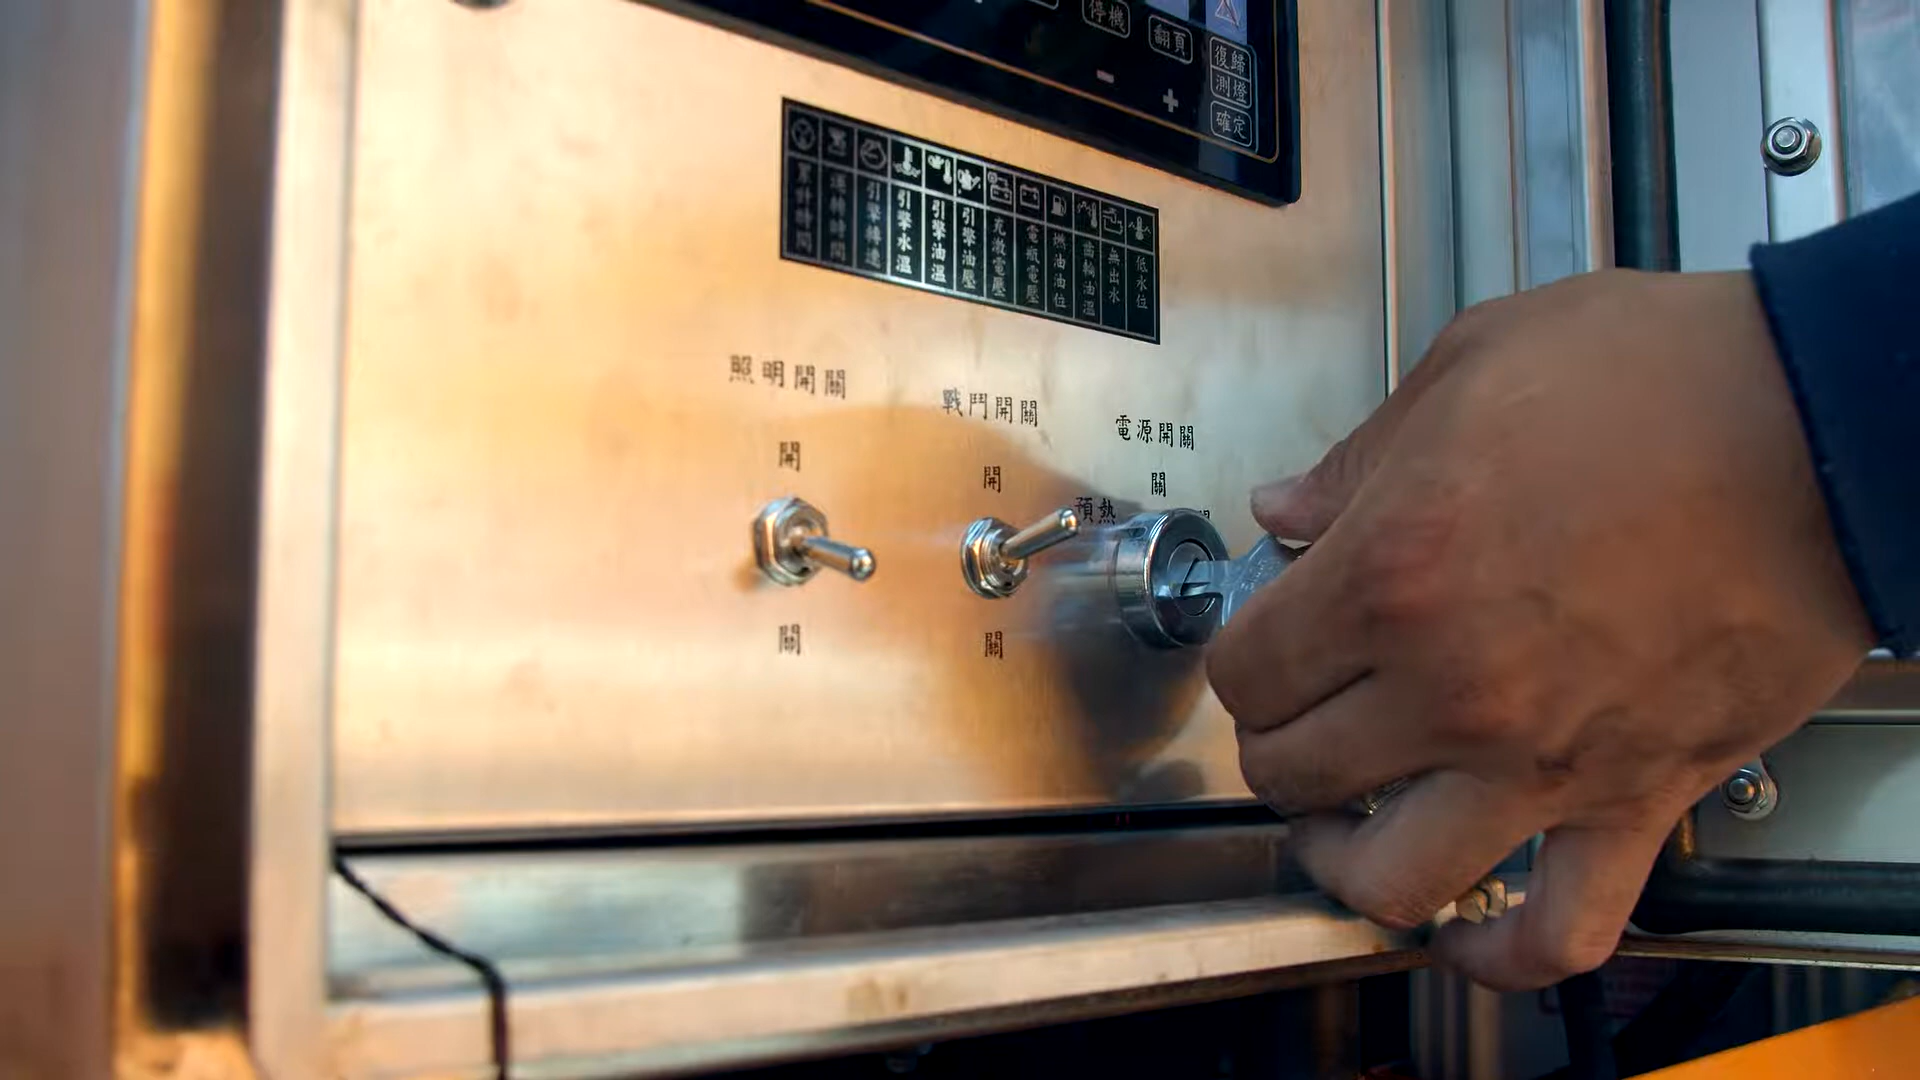 停機
翻頁
復歸
測燈
確定
－
+
累計時間
運轉時間
引擎轉速
引擎水溫
引擎油溫
引擎油壓
充激電壓
電瓶電壓
燃油油位
齒輪油溫
無出水
低水位
照明開關
開
關
戰鬥開關
開
關
電源開關
關
預熱
開